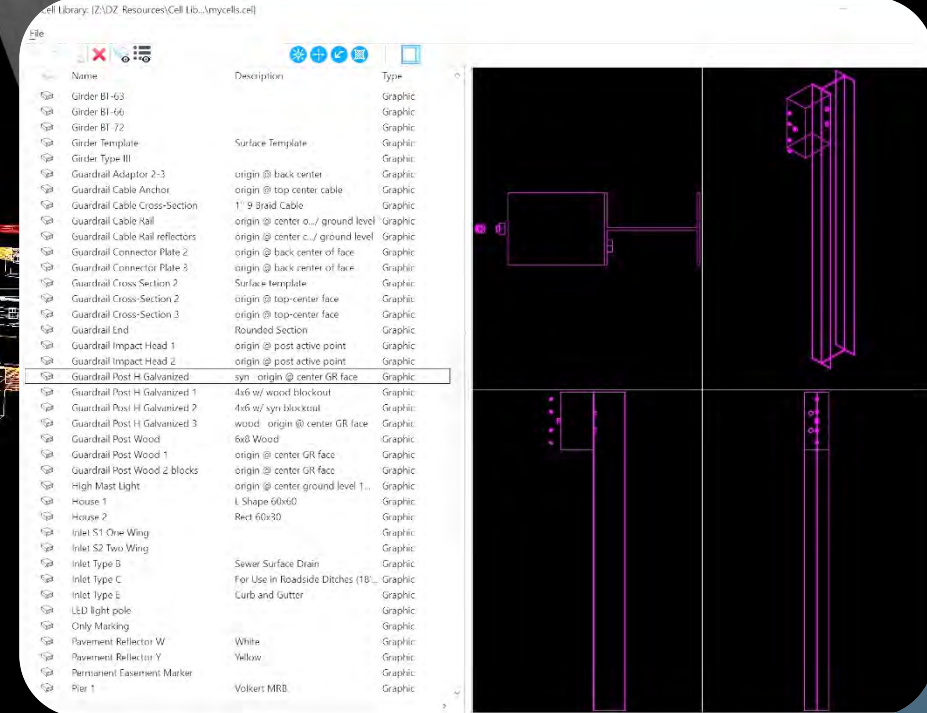 Cell Library: [Z:\DZ_Resources\Cell Lib...\mycells.cel]
File
Name Description Type
Girder BT-63 Graphic
Girder BT-66 Graphic
Girder BT-72 Graphic
Girder Template Surface Template Graphic
Girder Type III Graphic
Guardrail Adaptor 2-3 origin @ back center Graphic
Guardrail Cable Anchor origin @ top center cable Graphic
Guardrail Cable Cross-Section 1" 9 Braid Cable Graphic
Guardrail Cable Rail origin @ center o.../ ground level Graphic
Guardrail Cable Rail reflectors origin @ center c.../ ground level Graphic
Guardrail Connector Plate 2 origin @ back center of face Graphic
Guardrail Connector Plate 3 origin @ back center of face Graphic
Guardrail Cross Section 2 Surface template Graphic
Guardrail Cross-Section 2 origin @ top-center face Graphic
Guardrail Cross-Section 3 origin @ top-center face Graphic
Guardrail End Rounded Section Graphic
Guardrail Impact Head 1 origin @ post active point Graphic
Guardrail Impact Head 2 origin @ post active point Graphic
Guardrail Post H Galvanized syn origin @ center GR face Graphic
Guardrail Post H Galvanized 1 4x6 w/ wood blockout Graphic
Guardrail Post H Galvanized 2 4x6 w/ syn blockout Graphic
Guardrail Post H Galvanized 3 wood origin @ center GR face Graphic
Guardrail Post Wood 6x8 Wood Graphic
Guardrail Post Wood 1 origin @ center GR face Graphic
Guardrail Post Wood 2 blocks origin @ center GR face Graphic
High Mast Light origin @ center ground level 1... Graphic
House 1 L Shape 60x60 Graphic
House 2 Rect 60x30 Graphic
Inlet S1 One Wing Graphic
Inlet S2 Two Wing Graphic
Inlet Type B Sewer Surface Drain Graphic
Inlet Type C For Use in Roadside Ditches (18'... Graphic
Inlet Type E Curb and Gutter Graphic
LED light pole Graphic
Only Marking Graphic
Pavement Reflector W White Graphic
Pavement Reflector Y Yellow Graphic
Permanent Easement Marker Graphic
Pier 1 Volkert MRB Graphic